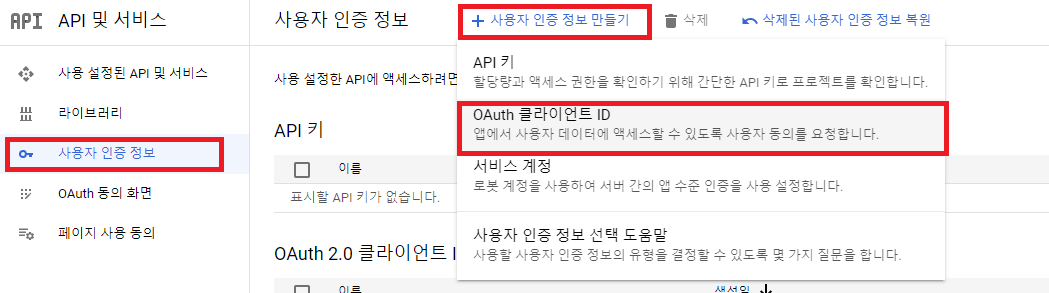 API API 및 서비스
사용 설정된 API 및 서비스
라이브러리
사용자 인증 정보
OAuth 동의 화면
페이지 사용 동의
사용자 인증 정보
+ 사용자 인증 정보 만들기
삭제
삭제된 사용자 인증 정보 복원
사용 설정한 API에 액세스하려면
API 키
이름
표시할 API 키가 없습니다.
OAuth 2.0 클라이언트 I
이름
생성일
API 키
할당량과 액세스 권한을 확인하기 위해 간단한 API 키로 프로젝트를 확인합니다.
OAuth 클라이언트 ID
앱에서 사용자 데이터에 액세스할 수 있도록 사용자 동의를 요청합니다.
서비스 계정
로봇 계정을 사용하여 서버 간의 앱 수준 인증을 사용 설정합니다.
사용자 인증 정보 선택 도움말
사용할 사용자 인증 정보의 유형을 결정할 수 있도록 몇 가지 질문을 합니다.